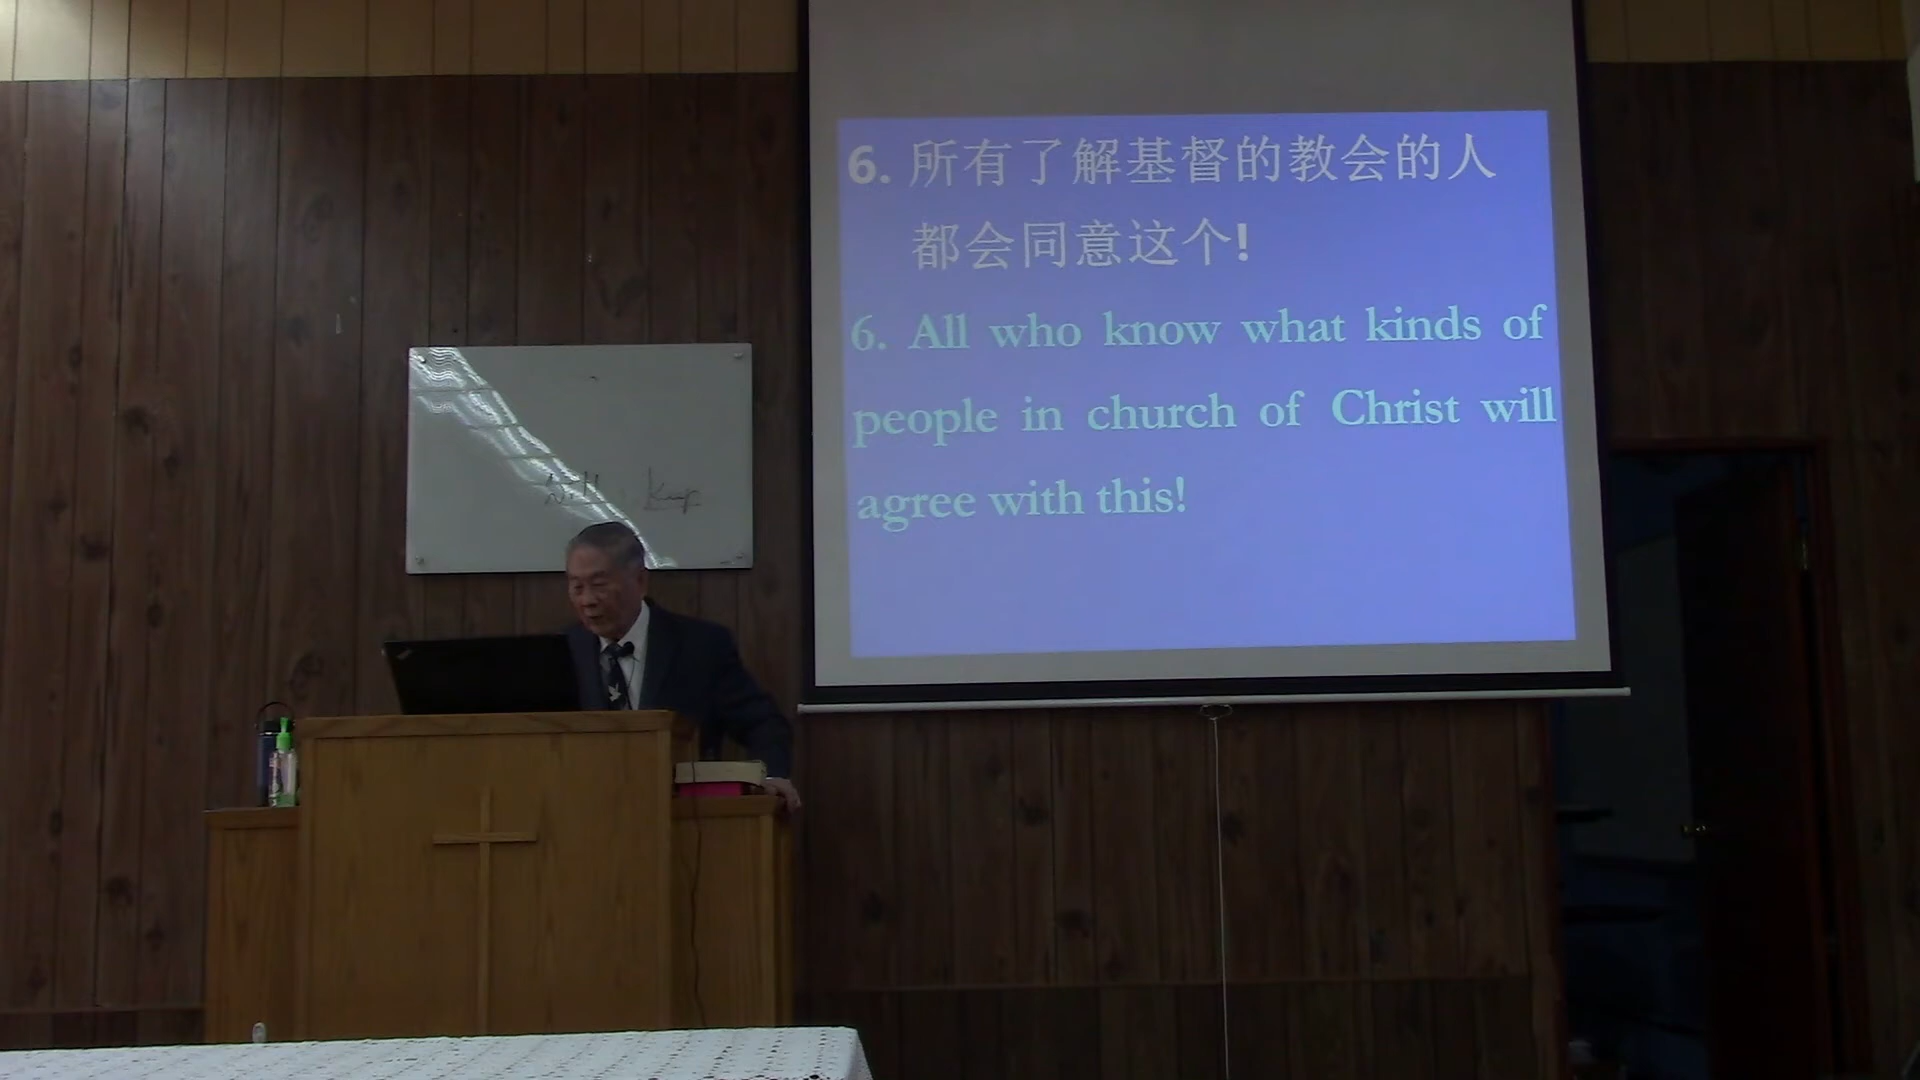 6. 所有了解基督的教会的人
都会同意这个!
6. All who know what kinds of
people in church of Christ will
agree with this!